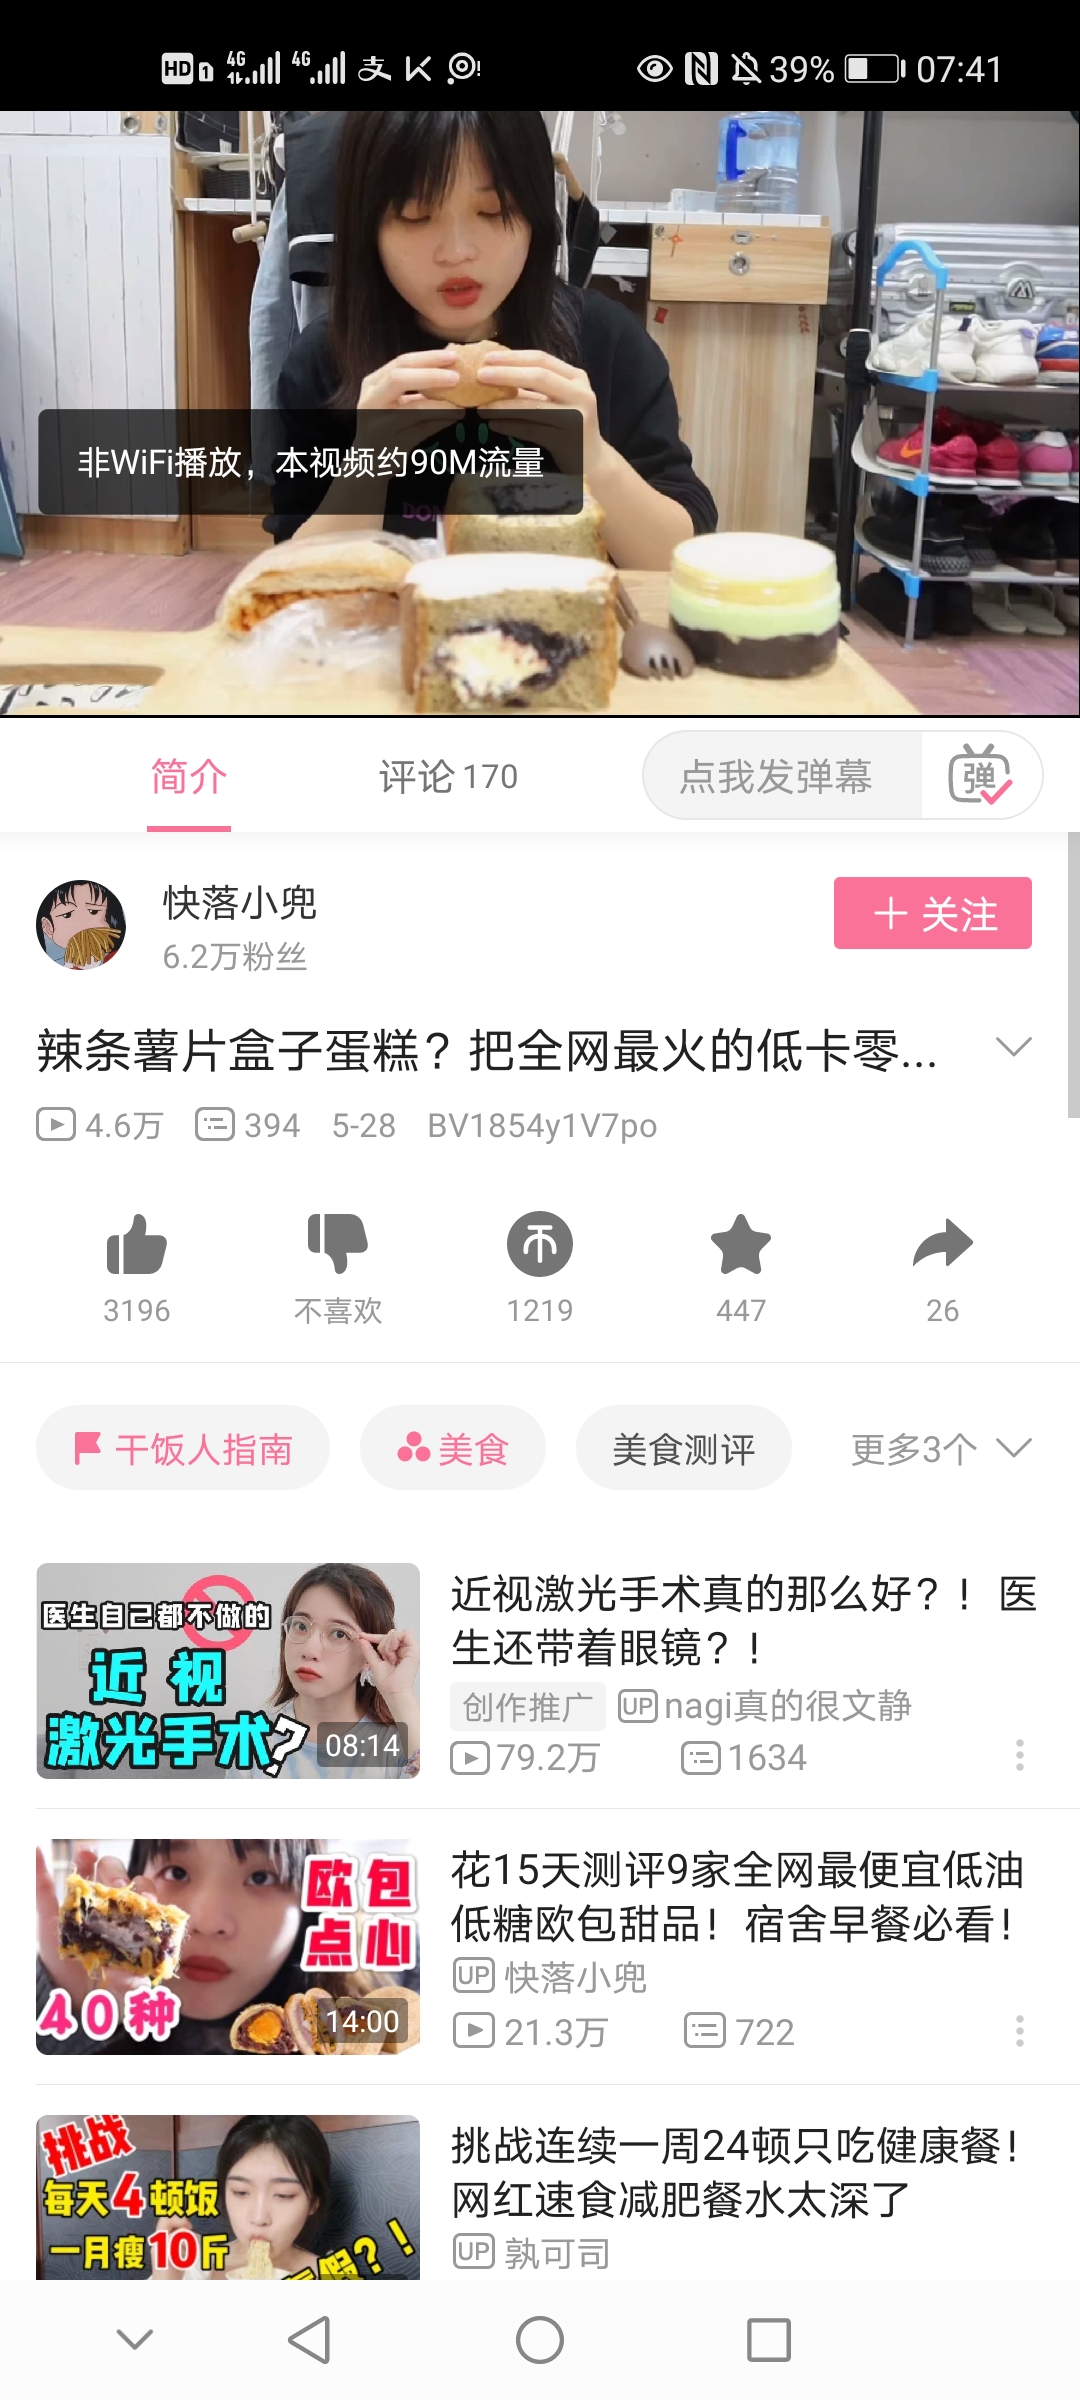 HD 1 4G 4G 支 39% 07:41
非WiFi播放，本视频约90M流量
简介 评论 170 点我发弹幕 弹
快落小兜
6.2万粉丝
+ 关注
辣条薯片盒子蛋糕？把全网最火的低卡零...
4.6万 394 5-28 BV1854y1V7po
3196 不喜欢 1219 447 26
干饭人指南 美食 美食测评 更多3个
医生自己都不做的
近视
激光手术?
08:14
近视激光手术真的那么好？！医
生还带着眼镜？！
创作推广 UP nagi真的很文静
79.2万 1634
欧包
点心
40种
14:00
花15天测评9家全网最便宜低油
低糖欧包甜品！宿舍早餐必看！
UP 快落小兜
21.3万 722
挑战
每天4顿饭
一月瘦10斤
假？！
挑战连续一周24顿只吃健康餐！
网红速食减肥餐水太深了
UP 孰可司